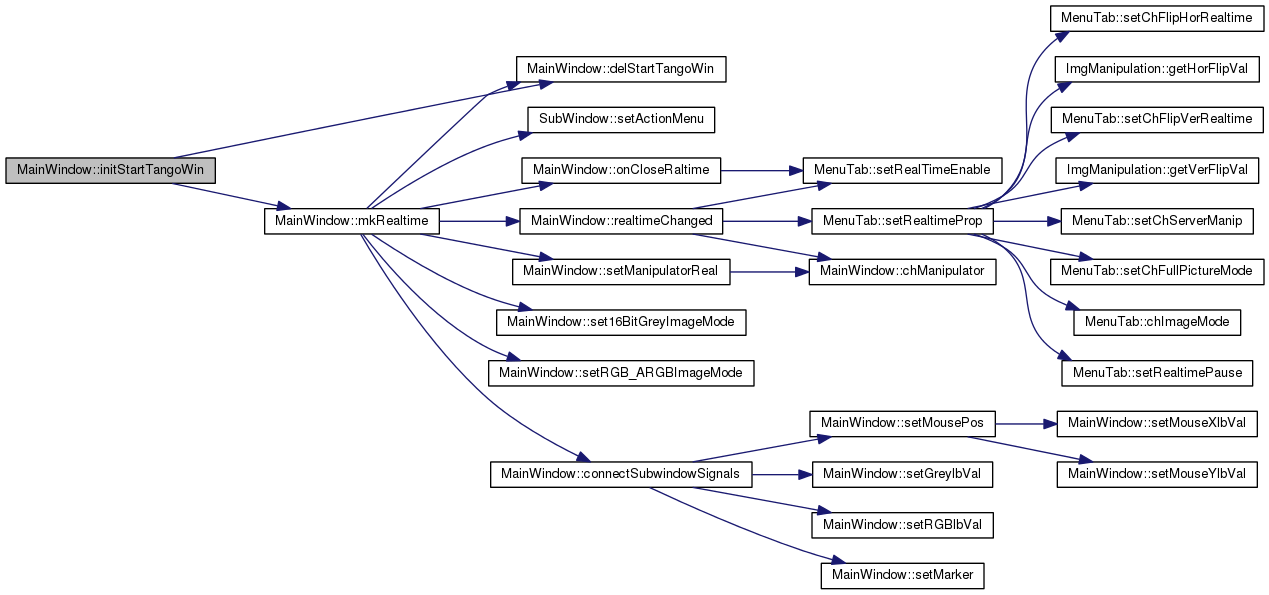 MainWindow::initStartTangoWin
MainWindow::mkRealtime
MainWindow::delStartTangoWin
SubWindow::setActionMenu
MainWindow::onCloseRaltime
MainWindow::realtimeChanged
MainWindow::setManipulatorReal
MainWindow::set16BitGreyImageMode
MainWindow::setRGB_ARGBImageMode
MainWindow::connectSubwindowSignals
MenuTab::setRealTimeEnable
MenuTab::setRealtimeProp
MainWindow::chManipulator
MainWindow::setMousePos
MainWindow::setGreylbVal
MainWindow::setRGBlbVal
MainWindow::setMarker
MenuTab::setChFlipHorRealtime
ImgManipulation::getHorFlipVal
MenuTab::setChFlipVerRealtime
ImgManipulation::getVerFlipVal
MenuTab::setChServerManip
MenuTab::setChFullPictureMode
MenuTab::chImageMode
MenuTab::setRealtimePause
MainWindow::setMouseXlbVal
MainWindow::setMouseYlbVal